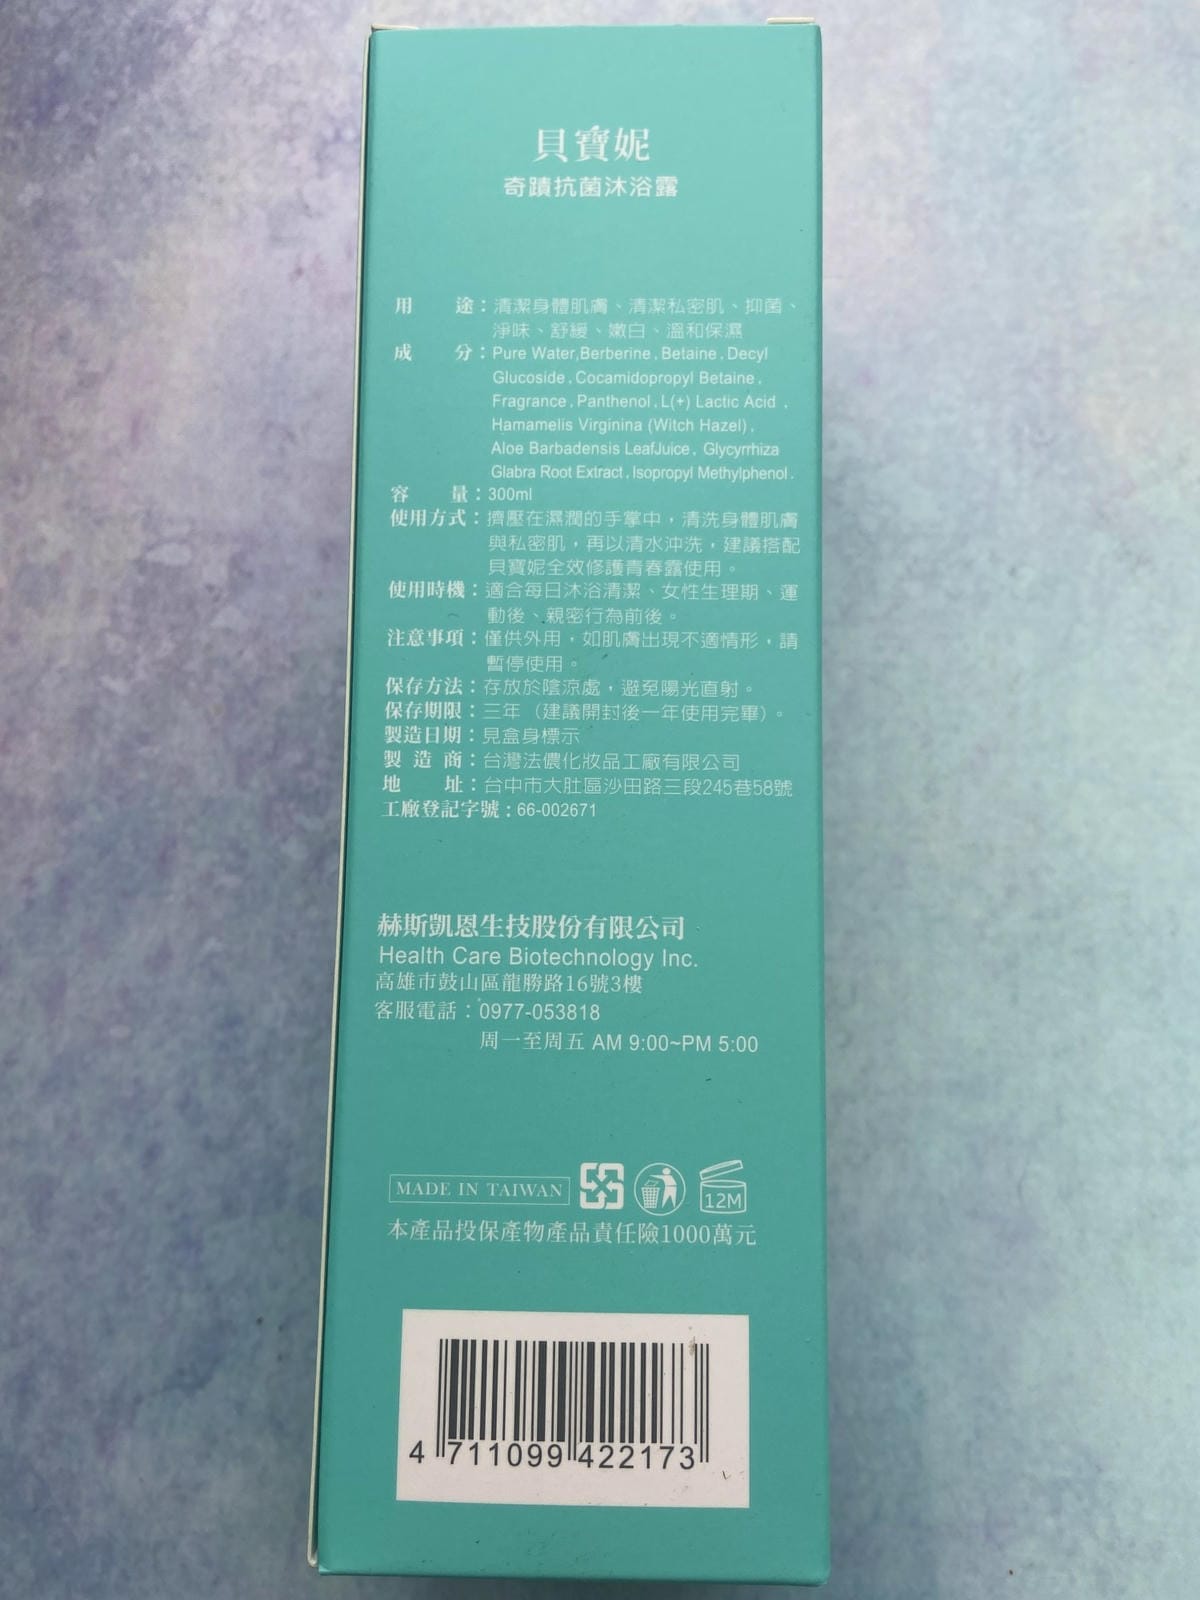 貝寶妮
奇蹟抗菌沐浴露
用 途：清潔身體肌膚、清潔私密肌、抑菌、
淨味、舒緩、嫩白、溫和保濕
成 分：Pure Water,Berberine , Betaine , Decyl
Glucoside , Cocamidopropyl Betaine ,
Fragrance , Panthenol , L(+) Lactic Acid ,
Hamamelis Virginina (Witch Hazel) ,
Aloe Barbadensis LeafJuice , Glycyrrhiza
Glabra Root Extract , Isopropyl Methylphenol .
容 量：300ml
使用方式：擠壓在濕潤的手掌中，清洗身體肌膚
與私密肌，再以清水沖洗，建議搭配
貝寶妮全效修護青春露使用。
使用時機：適合每日沐浴清潔、女性生理期、運
動後、親密行為前後。
注意事項：僅供外用，如肌膚出現不適情形，請
暫停使用。
保存方法：存放於陰涼處，避免陽光直射。
保存期限：三年（建議開封後一年使用完畢）。
製造日期：見盒身標示
製 造 商：台灣法儂化妝品工廠有限公司
地 址：台中市大肚區沙田路三段245巷58號
工廠登記字號：66-002671
赫斯凱恩生技股份有限公司
Health Care Biotechnology Inc.
高雄市鼓山區龍勝路16號3樓
客服電話：0977-053818
周一至周五 AM 9:00~PM 5:00
MADE IN TAIWAN
12M
本產品投保產物產品責任險1000萬元
4 711099 422173